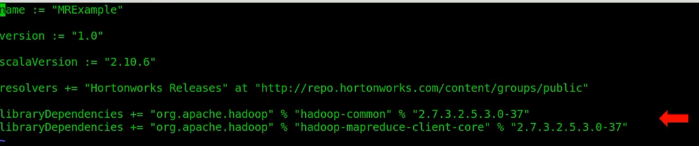 name := "MRExample"
version := "1.0"
scalaVersion := "2.10.6"
resolvers += "Hortonworks Releases" at "http://repo.hortonworks.com/content/groups/public"
libraryDependencies += "org.apache.hadoop" % "hadoop-common" % "2.7.3.2.5.3.0-37"
libraryDependencies += "org.apache.hadoop" % "hadoop-mapreduce-client-core" % "2.7.3.2.5.3.0-37"
~